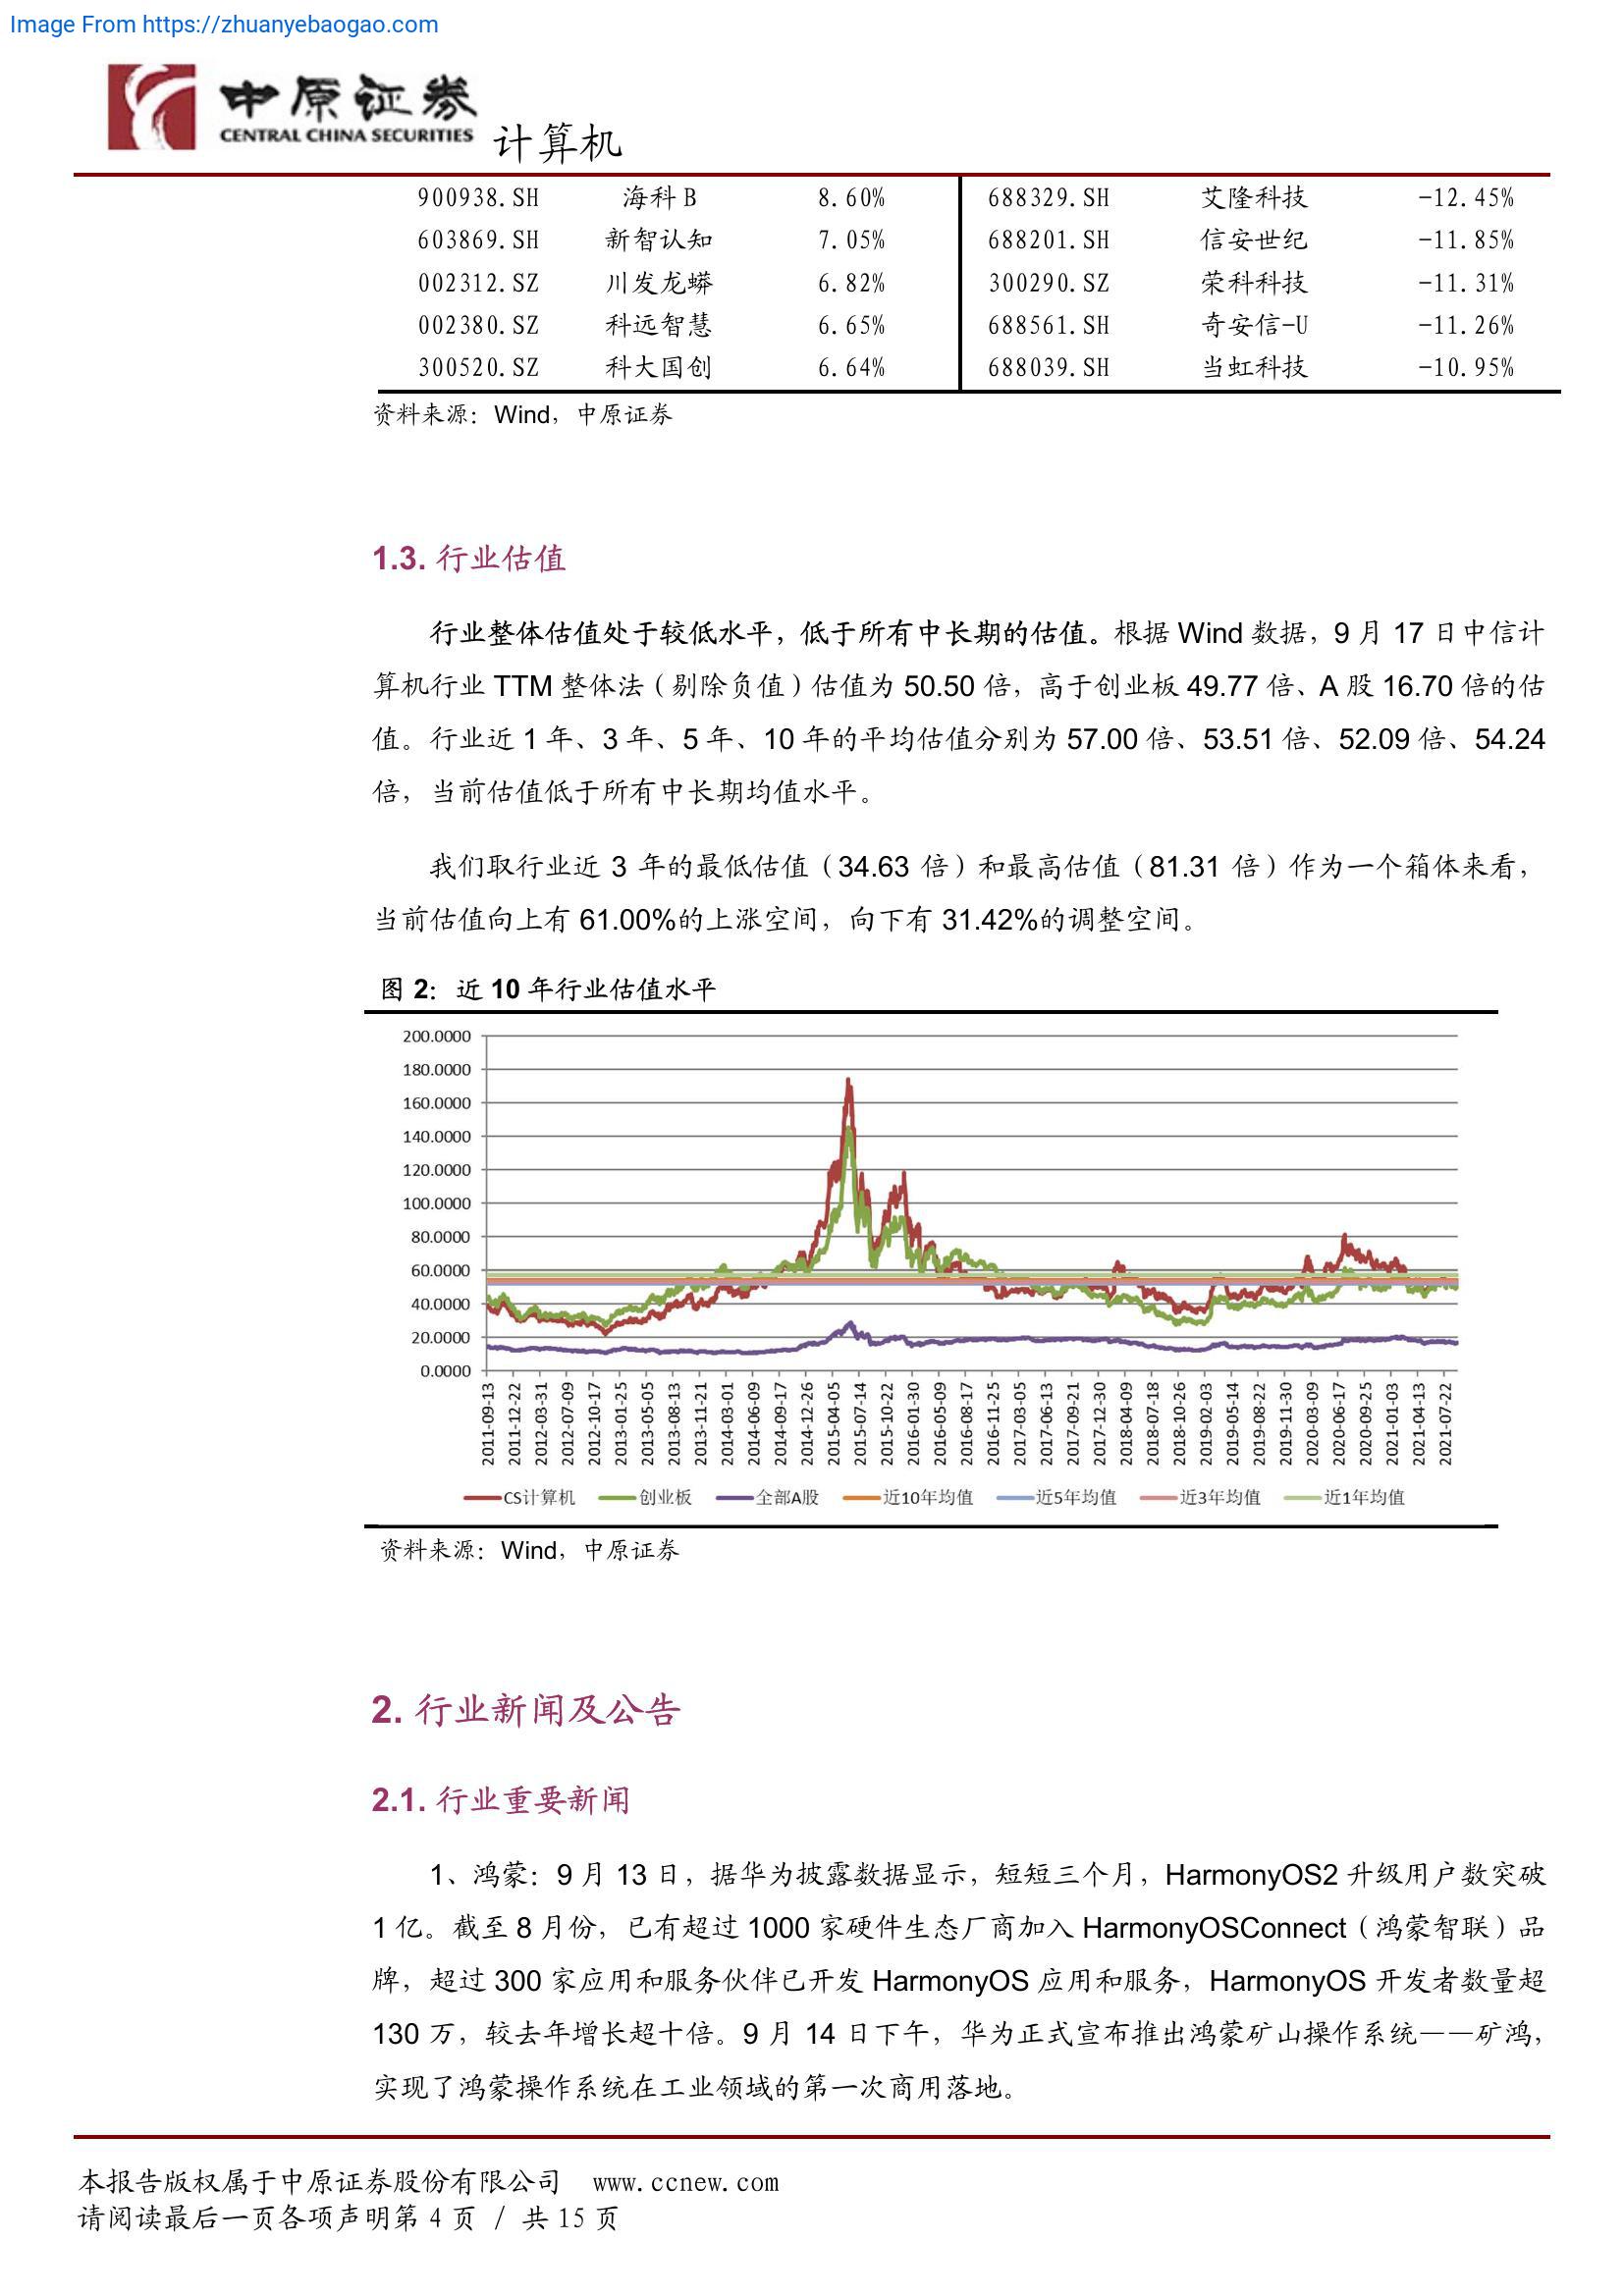 Image From https://zhuanyebaogao.com
中原证券
CENTRAL CHINA SECURITIES
计算机
900938.SH 海科 B 8.60% 688329.SH 艾隆科技 -12.45%
603869.SH 新智认知 7.05% 688201.SH 信安世纪 -11.85%
002312.SZ 川发龙蟒 6.82% 300290.SZ 荣科科技 -11.31%
002380.SZ 科远智慧 6.65% 688561.SH 奇安信-U -11.26%
300520.SZ 科大国创 6.64% 688039.SH 当虹科技 -10.95%
资料来源：Wind，中原证券
1.3. 行业估值
行业整体估值处于较低水平，低于所有中长期的估值。根据 Wind 数据，9 月 17 日中信计
算机行业 TTM 整体法（剔除负值）估值为 50.50 倍，高于创业板 49.77 倍、A 股 16.70 倍的估
值。行业近 1 年、3 年、5 年、10 年的平均估值分别为 57.00 倍、53.51 倍、52.09 倍、54.24
倍，当前估值低于所有中长期均值水平。
我们取行业近 3 年的最低估值（34.63 倍）和最高估值（81.31 倍）作为一个箱体来看，
当前估值向上有 61.00%的上涨空间，向下有 31.42%的调整空间。
图 2：近 10 年行业估值水平
200.0000
180.0000
160.0000
140.0000
120.0000
100.0000
80.0000
60.0000
40.0000
20.0000
0.0000
2011-09-13
2011-12-22
2012-03-31
2012-07-09
2012-10-17
2013-01-25
2013-05-05
2013-08-13
2013-11-21
2014-03-01
2014-06-09
2014-09-17
2014-12-26
2015-04-05
2015-07-14
2015-10-22
2016-01-30
2016-05-09
2016-08-17
2016-11-25
2017-03-05
2017-06-13
2017-09-21
2017-12-30
2018-04-09
2018-07-18
2018-10-26
2019-02-03
2019-05-14
2019-08-22
2019-11-30
2020-03-09
2020-06-17
2020-09-25
2021-01-03
2021-04-13
2021-07-22
CS计算机 创业板 全部A股 近10年均值 近5年均值 近3年均值 近1年均值
资料来源：Wind，中原证券
2. 行业新闻及公告
2.1. 行业重要新闻
1、鸿蒙：9 月 13 日，据华为披露数据显示，短短三个月，HarmonyOS2 升级用户数突破
1 亿。截至 8 月份，已有超过 1000 家硬件生态厂商加入 HarmonyOSConnect（鸿蒙智联）品
牌，超过 300 家应用和服务伙伴已开发 HarmonyOS 应用和服务，HarmonyOS 开发者数量超
130 万，较去年增长超十倍。9 月 14 日下午，华为正式宣布推出鸿蒙矿山操作系统——矿鸿，
实现了鸿蒙操作系统在工业领域的第一次商用落地。
本报告版权属于中原证券股份有限公司 www.ccnew.com
请阅读最后一页各项声明第 4 页 / 共 15 页